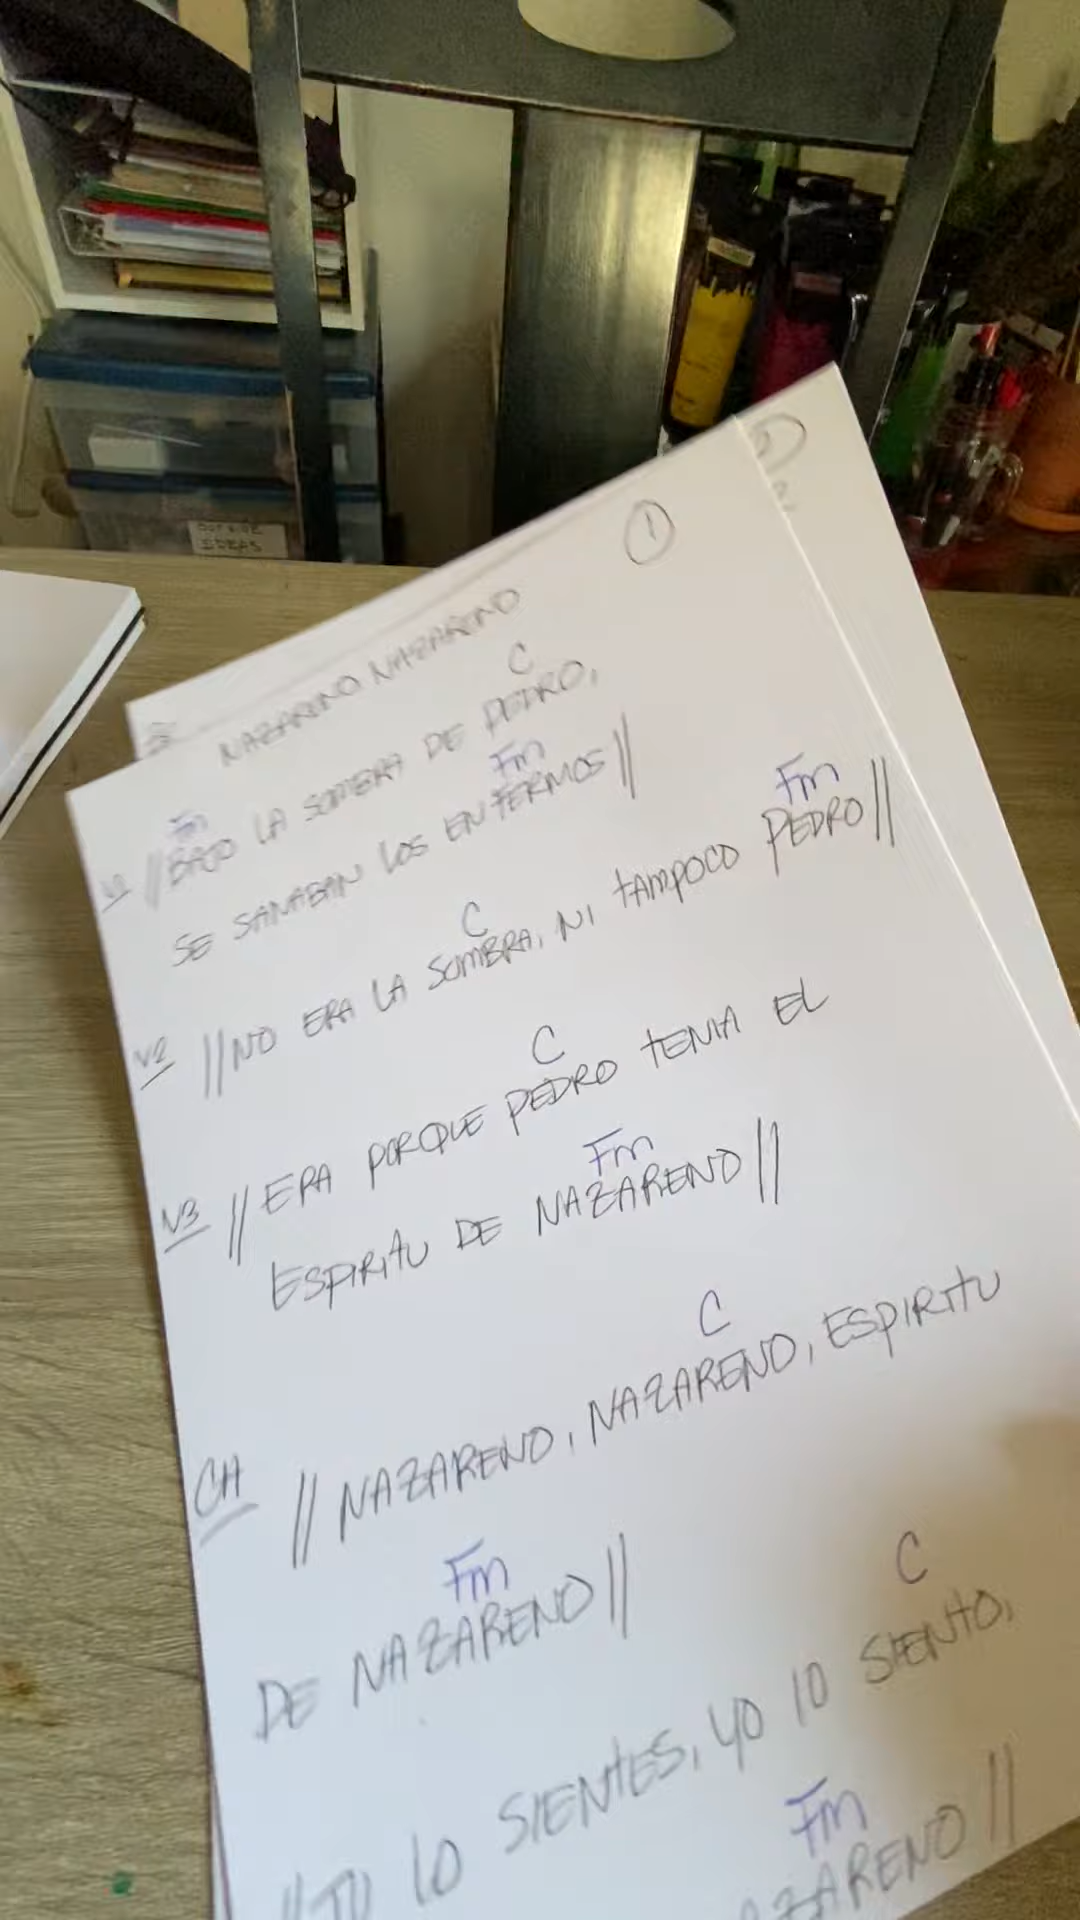 ①
NAZARENO NAZARENO
Fm C
V1 //BAJO LA SOMBRA DE PEDRO,
Fm
SE SANABAN LOS ENFERMOS//
C Fm
V2 //NO ERA LA SOMBRA, NI TAMPOCO PEDRO//
C
V3 //ERA PORQUE PEDRO TENIA EL
Fm
ESPIRITU DE NAZARENO//
C
CH //NAZARENO, NAZARENO, ESPIRITU
Fm
DE NAZARENO//
C
//TU LO SIENTES, YO LO SIENTO,
Fm
NAZARENO//
OUTSIDE
IDEAS